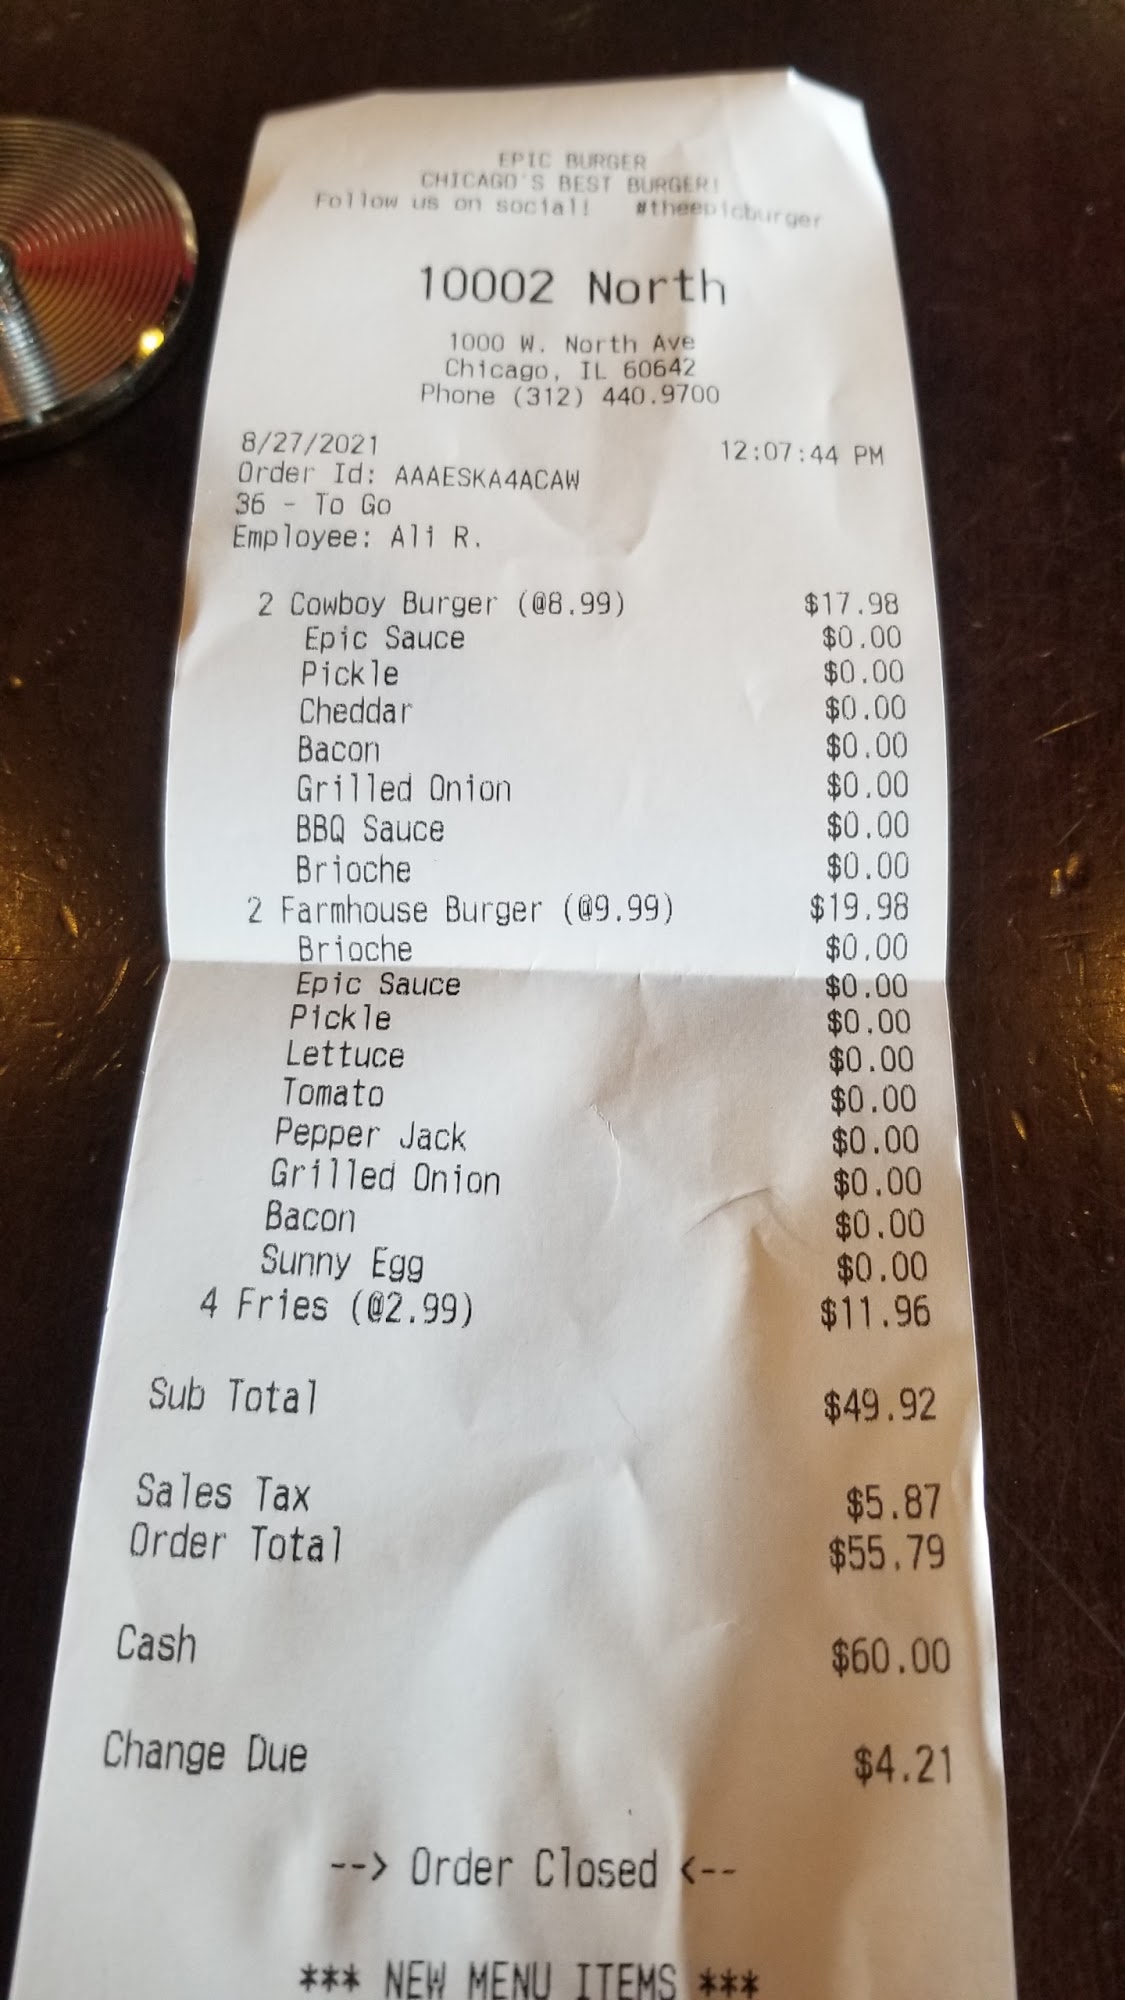 EPIC BURGER
CHICAGO'S BEST BURGER!
Follow us on social! #theepicburger
10002 North
1000 W. North Ave
Chicago, IL 60642
Phone (312) 440.9700
8/27/2021 12:07:44 PM
Order Id: AAAESKA4ACAW
36 - To Go
Employee: Ali R.
2 Cowboy Burger (@8.99) $17.98
Epic Sauce $0.00
Pickle $0.00
Cheddar $0.00
Bacon $0.00
Grilled Onion $0.00
BBQ Sauce $0.00
Brioche $0.00
2 Farmhouse Burger (@9.99) $19.98
Brioche $0.00
Epic Sauce $0.00
Pickle $0.00
Lettuce $0.00
Tomato $0.00
Pepper Jack $0.00
Grilled Onion $0.00
Bacon $0.00
Sunny Egg $0.00
4 Fries (@2.99) $11.96
Sub Total $49.92
Sales Tax $5.87
Order Total $55.79
Cash $60.00
Change Due $4.21
--> Order Closed <--
*** NEW MENU ITEMS ***